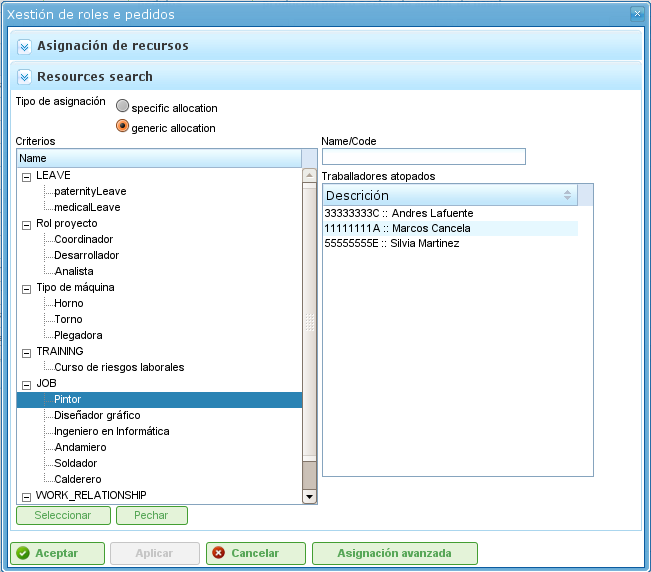 Xestión de roles e pedidos
Asignación de recursos
Resources search
Tipo de asignación
specific allocation
generic allocation
Criterios
Name
LEAVE
paternityLeave
medicalLeave
Rol proyecto
Coordinador
Desarrollador
Analista
Tipo de máquina
Horno
Torno
Plegadora
TRAINING
Curso de riesgos laborales
JOB
Pintor
Diseñador gráfico
Ingeniero en Informática
Andamiero
Soldador
Calderero
WORK_RELATIONSHIP
Name/Code
Traballadores atopados
Descrición
33333333C :: Andres Lafuente
11111111A :: Marcos Cancela
55555555E :: Silvia Martinez
Seleccionar Pechar
Aceptar Aplicar Cancelar Asignación avanzada